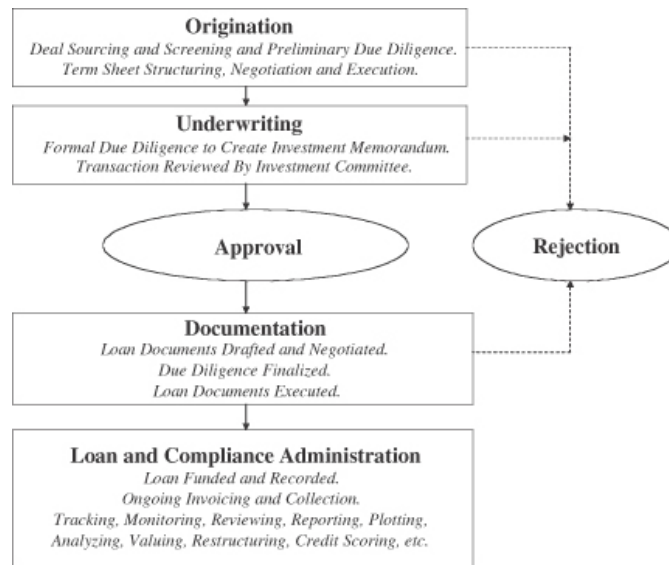 Origination
Deal Sourcing and Screening and Preliminary Due Diligence.
Term Sheet Structuring, Negotiation and Execution.
Underwriting
Formal Due Diligence to Create Investment Memorandum.
Transaction Reviewed By Investment Committee.
Approval
Rejection
Documentation
Loan Documents Drafted and Negotiated.
Due Diligence Finalized.
Loan Documents Executed.
Loan and Compliance Administration
Loan Funded and Recorded.
Ongoing Invoicing and Collection.
Tracking, Monitoring, Reviewing, Reporting, Plotting,
Analyzing, Valuing, Restructuring, Credit Scoring, etc.